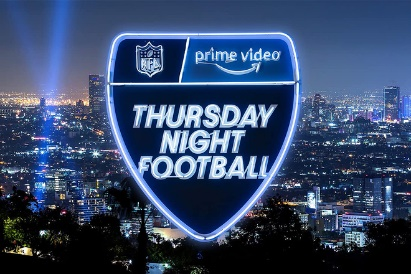 NFL
prime video
THURSDAY
NIGHT
FOOTBALL